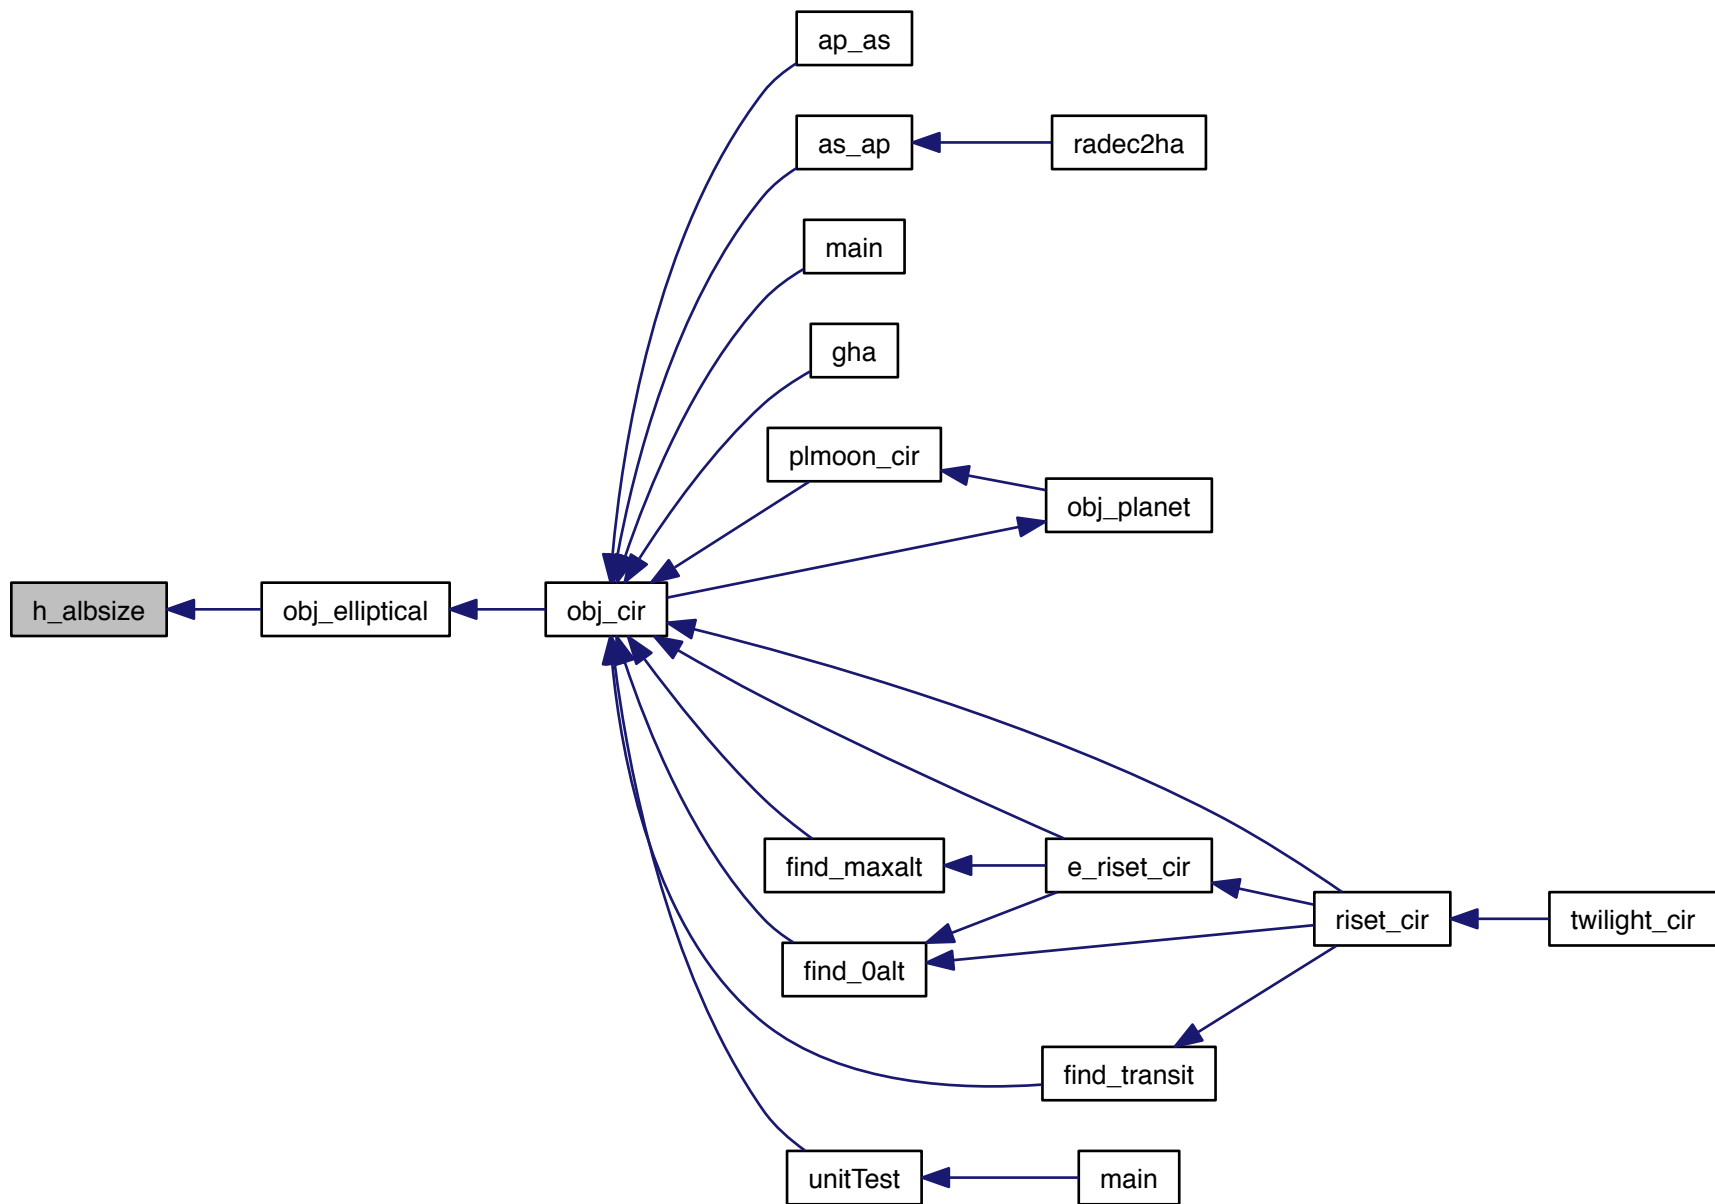 ap_as
as_ap
radec2ha
main
gha
plmoon_cir
obj_planet
h_albsize
obj_elliptical
obj_cir
find_maxalt
e_riset_cir
riset_cir
twilight_cir
find_0alt
find_transit
unitTest
main